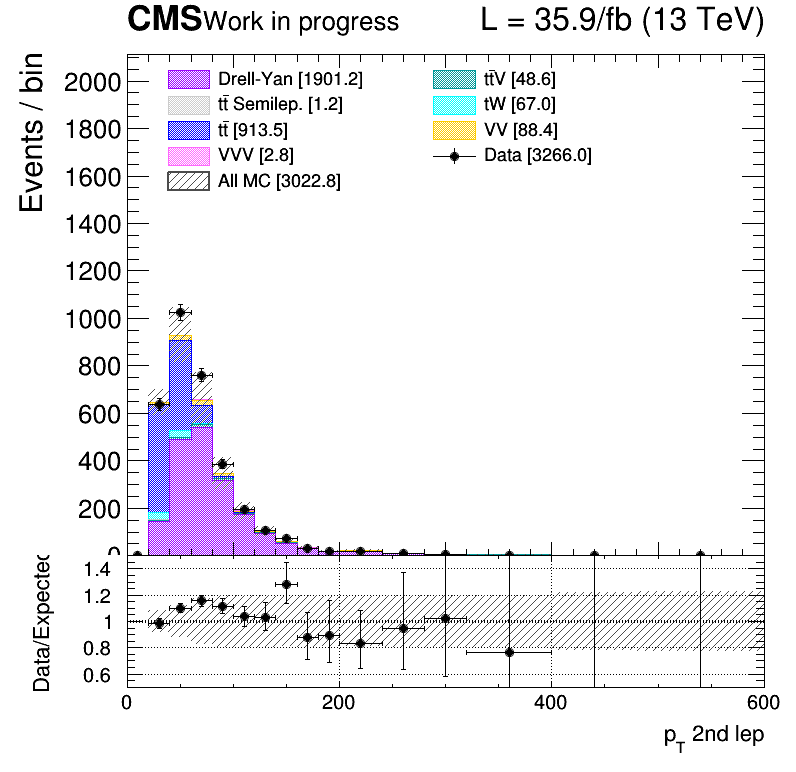 CMS Work in progress L = 35.9/fb (13 TeV)
Events / bin
2000
1800
1600
1400
1200
1000
800
600
400
200
0
Drell-Yan [1901.2]
tt̄ Semilep. [1.2]
tt̄ [913.5]
VVV [2.8]
All MC [3022.8]
tt̄V [48.6]
tW [67.0]
VV [88.4]
Data [3266.0]
Data/Expected
1.4
1.2
1
0.8
0.6
0 200 400 600
p_T 2nd lep